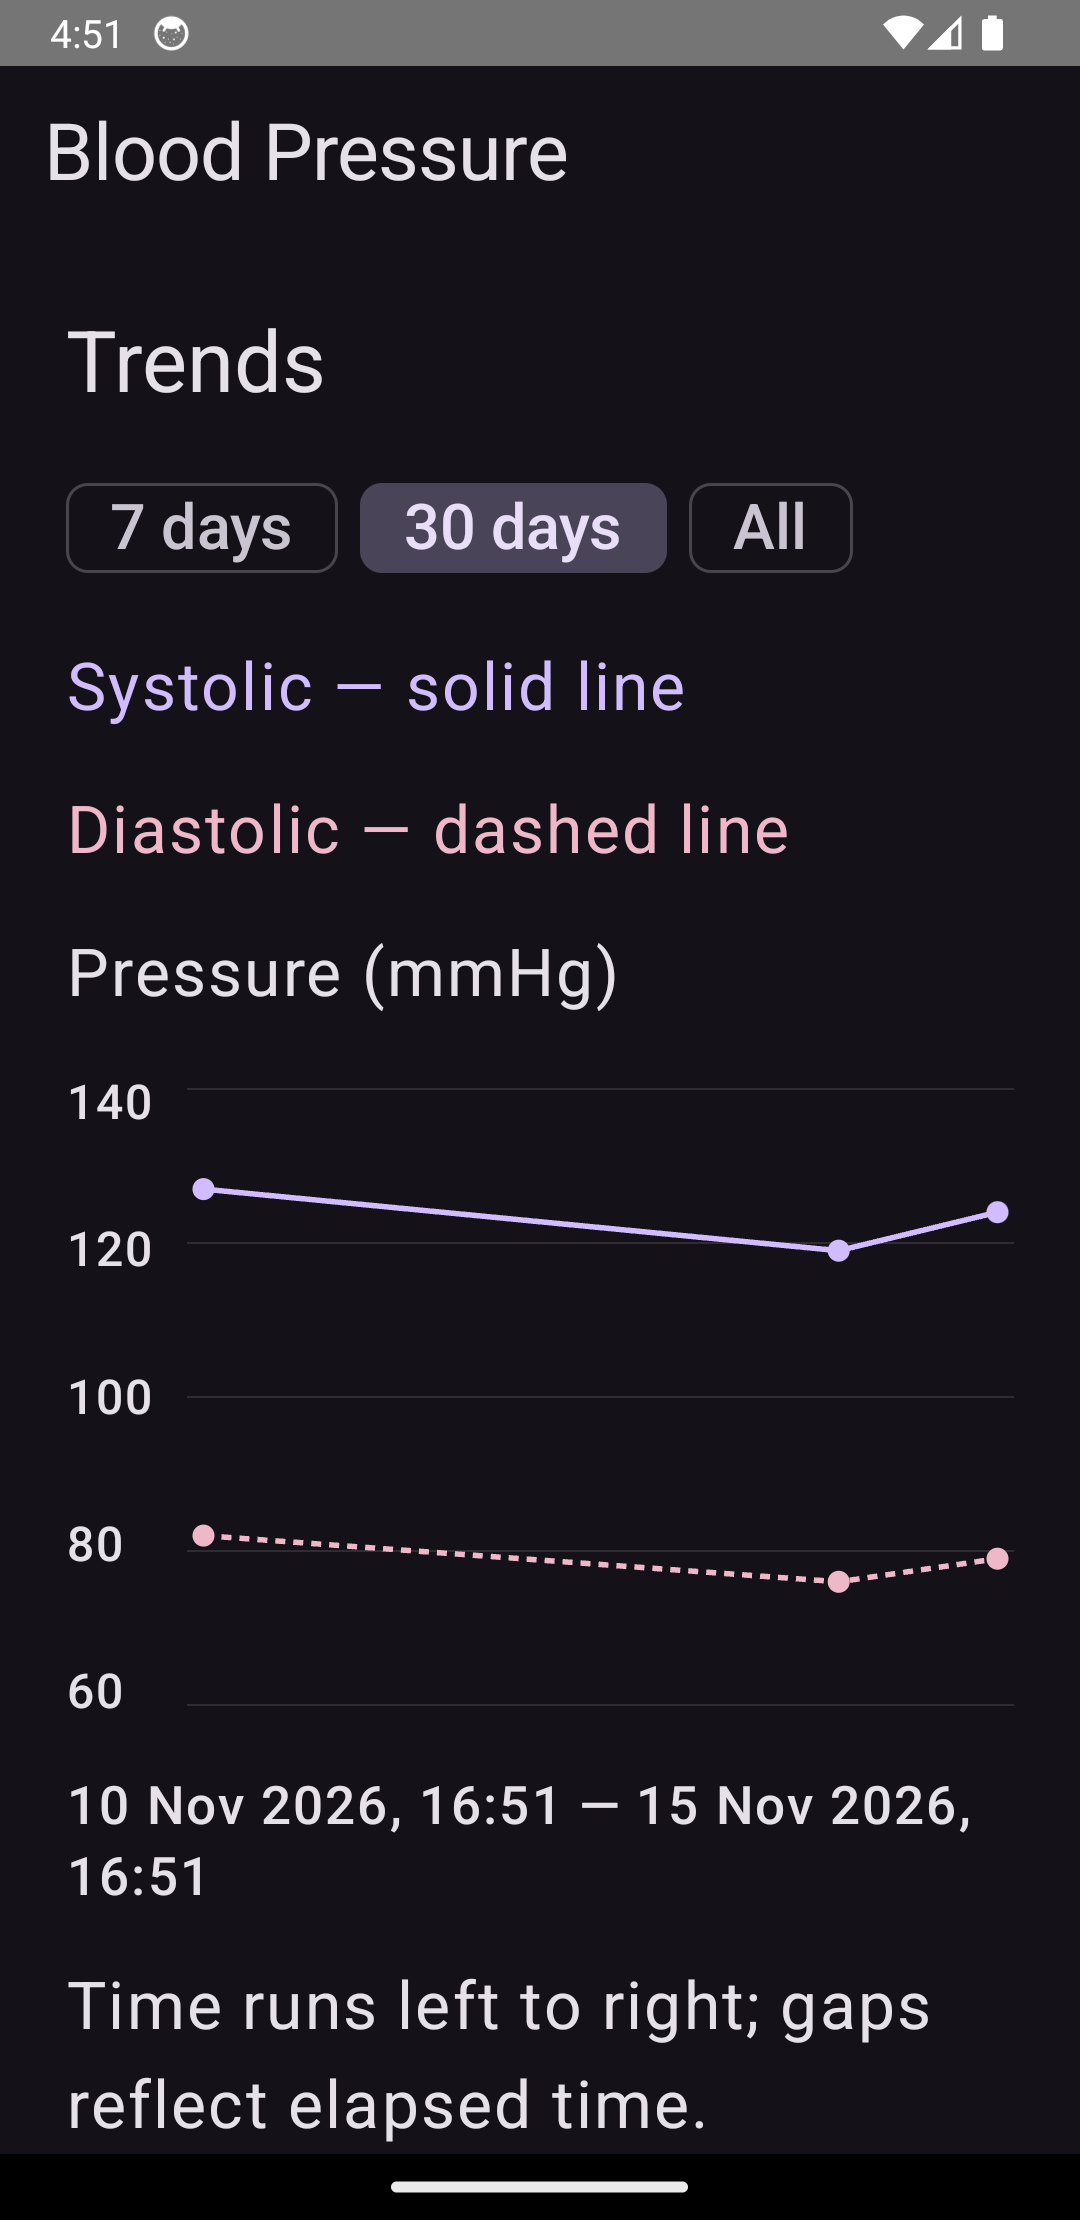 4:51
Blood Pressure
Trends
7 days 30 days All
Systolic — solid line
Diastolic — dashed line
Pressure (mmHg)
140
120
100
80
60
10 Nov 2026, 16:51 — 15 Nov 2026,
16:51
Time runs left to right; gaps
reflect elapsed time.